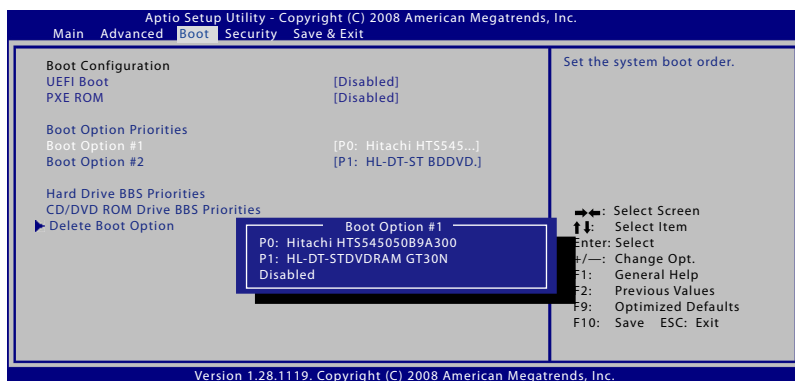 Aptio Setup Utility - Copyright (C) 2008 American Megatrends, Inc.
Main Advanced Boot Security Save & Exit
Boot Configuration
UEFI Boot [Disabled]
PXE ROM [Disabled]
Boot Option Priorities
Boot Option #1 [P0: Hitachi HTS545...]
Boot Option #2 [P1: HL-DT-ST BDDVD.]
Hard Drive BBS Priorities
CD/DVD ROM Drive BBS Priorities
Delete Boot Option
Boot Option #1
P0: Hitachi HTS545050B9A300
P1: HL-DT-STDVDRAM GT30N
Disabled
Set the system boot order.
→←: Select Screen
↑↓: Select Item
Enter: Select
+/—: Change Opt.
F1: General Help
F2: Previous Values
F9: Optimized Defaults
F10: Save ESC: Exit
Version 1.28.1119. Copyright (C) 2008 American Megatrends, Inc.